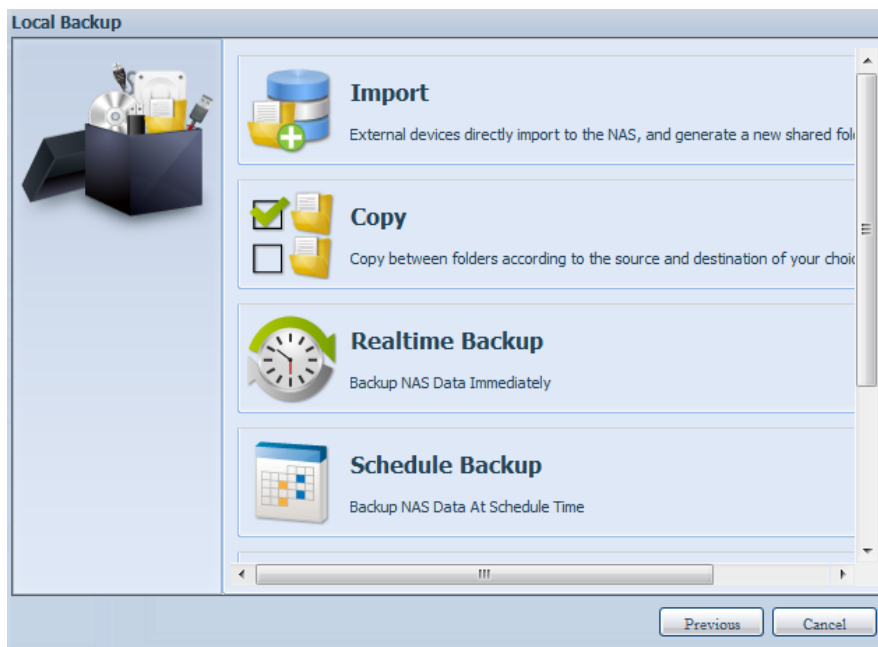 Local Backup
Import
External devices directly import to the NAS, and generate a new shared
Copy
Copy between folders according to the source and destination of your
Realtime Backup
Backup NAS Data Immediately
Schedule Backup
Backup NAS Data At Schedule Time
Previous
Cancel